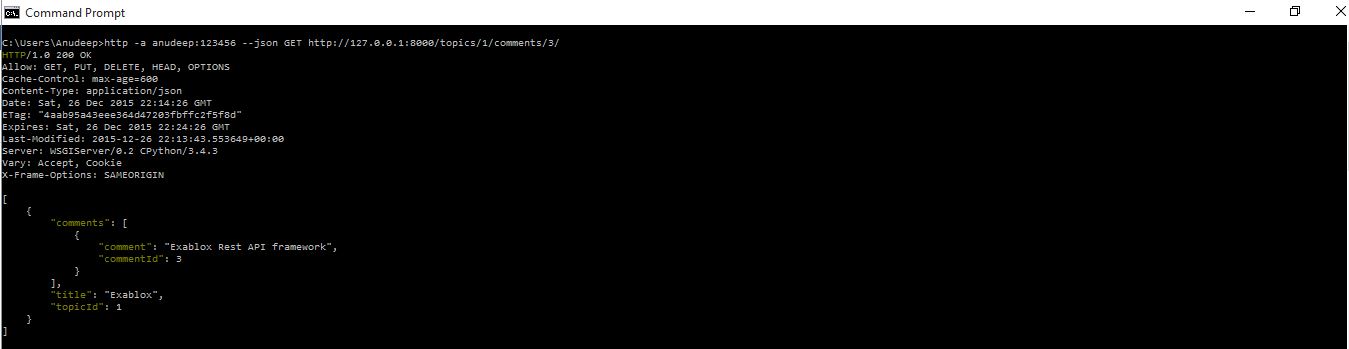 Command Prompt
C:\Users\Anudeep>http -a anudeep:123456 --json GET http://127.0.0.1:8000/topics/1/comments/3/
HTTP/1.0 200 OK
Allow: GET, PUT, DELETE, HEAD, OPTIONS
Cache-Control: max-age=600
Content-Type: application/json
Date: Sat, 26 Dec 2015 22:14:26 GMT
ETag: "4aab95a43eee364d47203fbffc2f5f8d"
Expires: Sat, 26 Dec 2015 22:24:26 GMT
Last-Modified: 2015-12-26 22:13:43.553649+00:00
Server: WSGIServer/0.2 CPython/3.4.3
Vary: Accept, Cookie
X-Frame-Options: SAMEORIGIN
[
    {
        "comments": [
            {
                "comment": "Exablox Rest API framework",
                "commentId": 3
            }
        ],
        "title": "Exablox",
        "topicId": 1
    }
]